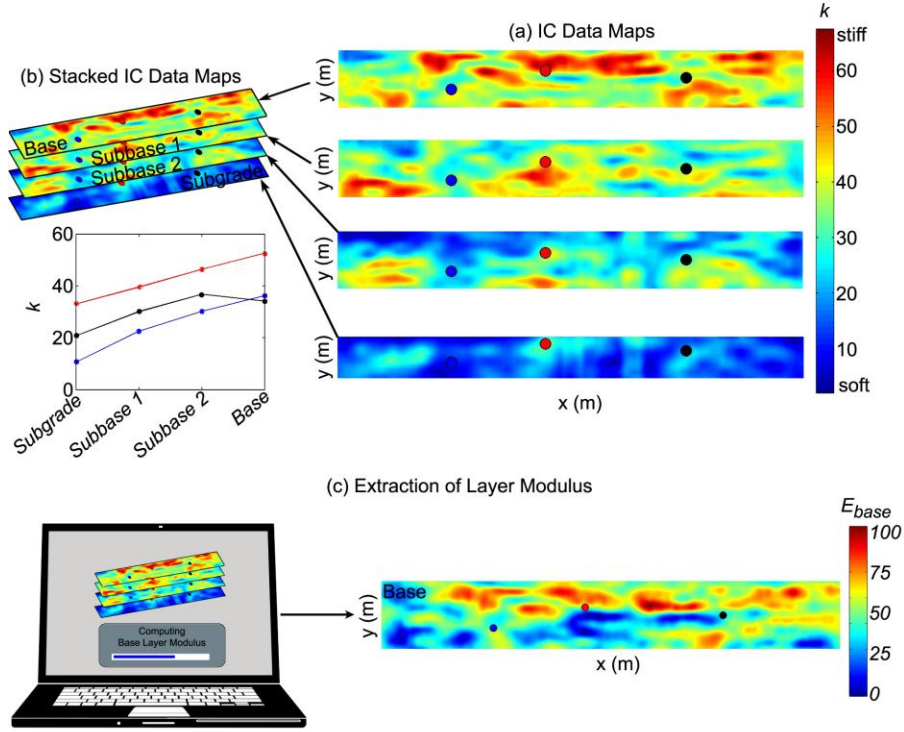 (a) IC Data Maps
k
stiff
60
50
40
30
20
10
soft
y (m)
y (m)
y (m)
y (m)
x (m)
(b) Stacked IC Data Maps
Base
Subbase 1
Subbase 2
Subgrade
60
40
20
0
k
Subgrade
Subbase 1
Subbase 2
Base
(c) Extraction of Layer Modulus
Computing
Base Layer Modulus
Base
y (m)
x (m)
E_base
100
75
50
25
0